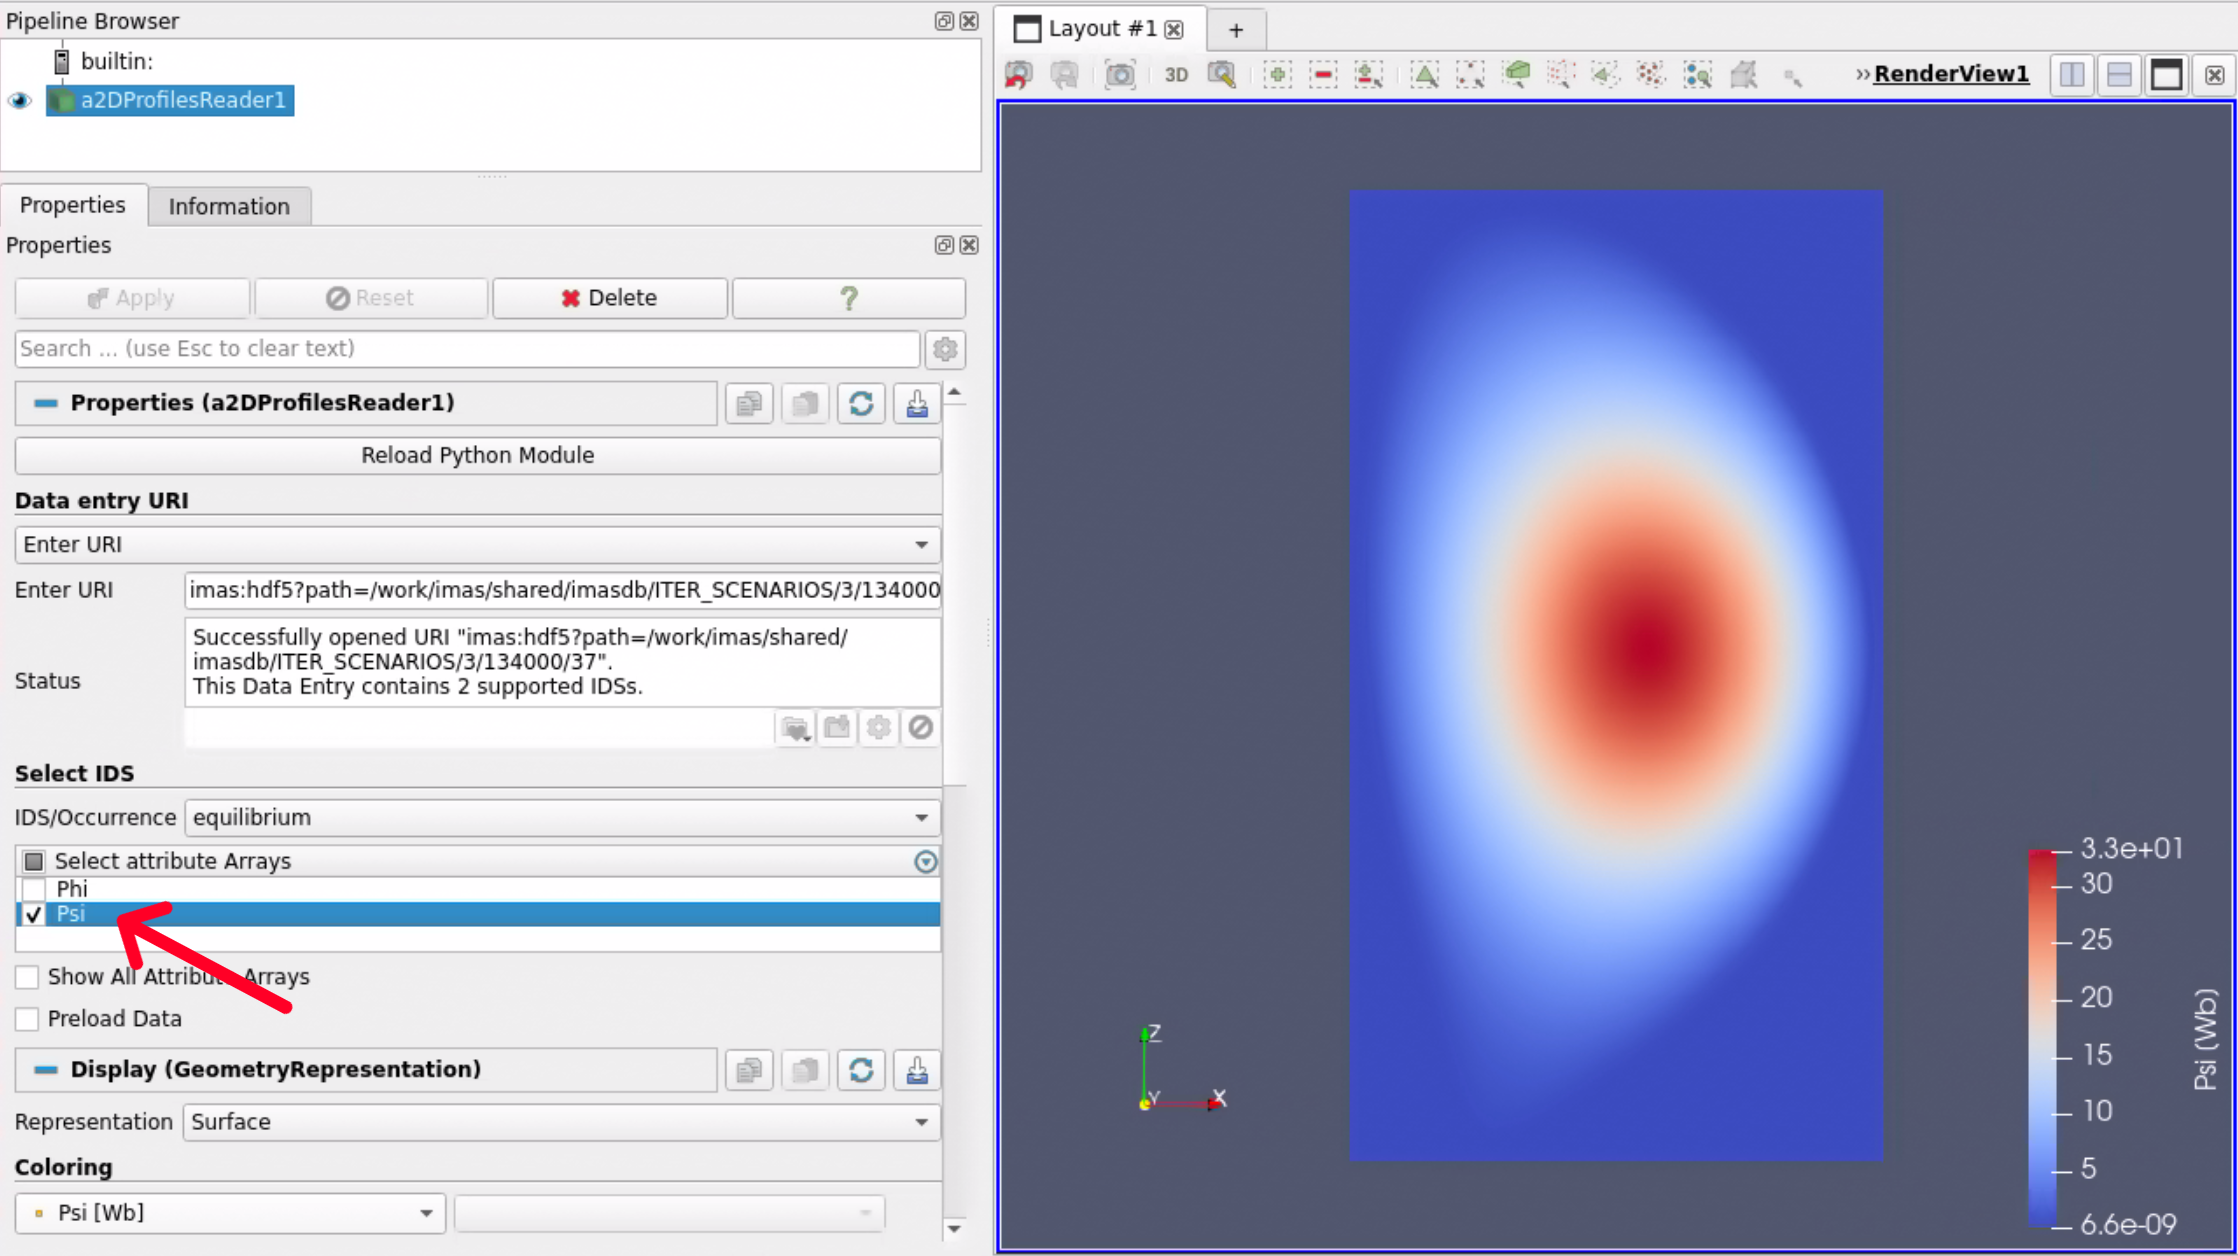 Pipeline Browser
builtin:
a2DProfilesReader1
Properties
Information
Properties
Apply
Reset
Delete
?
Search ... (use Esc to clear text)
Properties (a2DProfilesReader1)
Reload Python Module
Data entry URI
Enter URI
Enter URI
imas:hdf5?path=/work/imas/shared/imasdb/ITER_SCENARIOS/3/134000
Status
Successfully opened URI "imas:hdf5?path=/work/imas/shared/
imasdb/ITER_SCENARIOS/3/134000/37".
This Data Entry contains 2 supported IDSs.
Select IDS
IDS/Occurrence
equilibrium
Select attribute Arrays
Phi
Psi
Show All Attribute Arrays
Preload Data
Display (GeometryRepresentation)
Representation
Surface
Coloring
Psi [Wb]
Layout #1
+
3D
»
RenderView1
Z
Y
X
3.3e+01
30
25
20
15
10
5
6.6e-09
Psi (Wb)